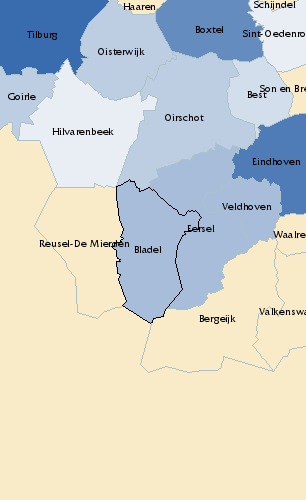 Haaren
Schijndel
Tilburg
Boxtel
Sint-Oedenro
Oisterwijk
Son en Bre
Goirle
Best
Oirschot
Hilvarenbeek
Eindhoven
Veldhoven
Eersel
Waalre
Reusel-De Mierden
Bladel
Valkenswa
Bergeijk